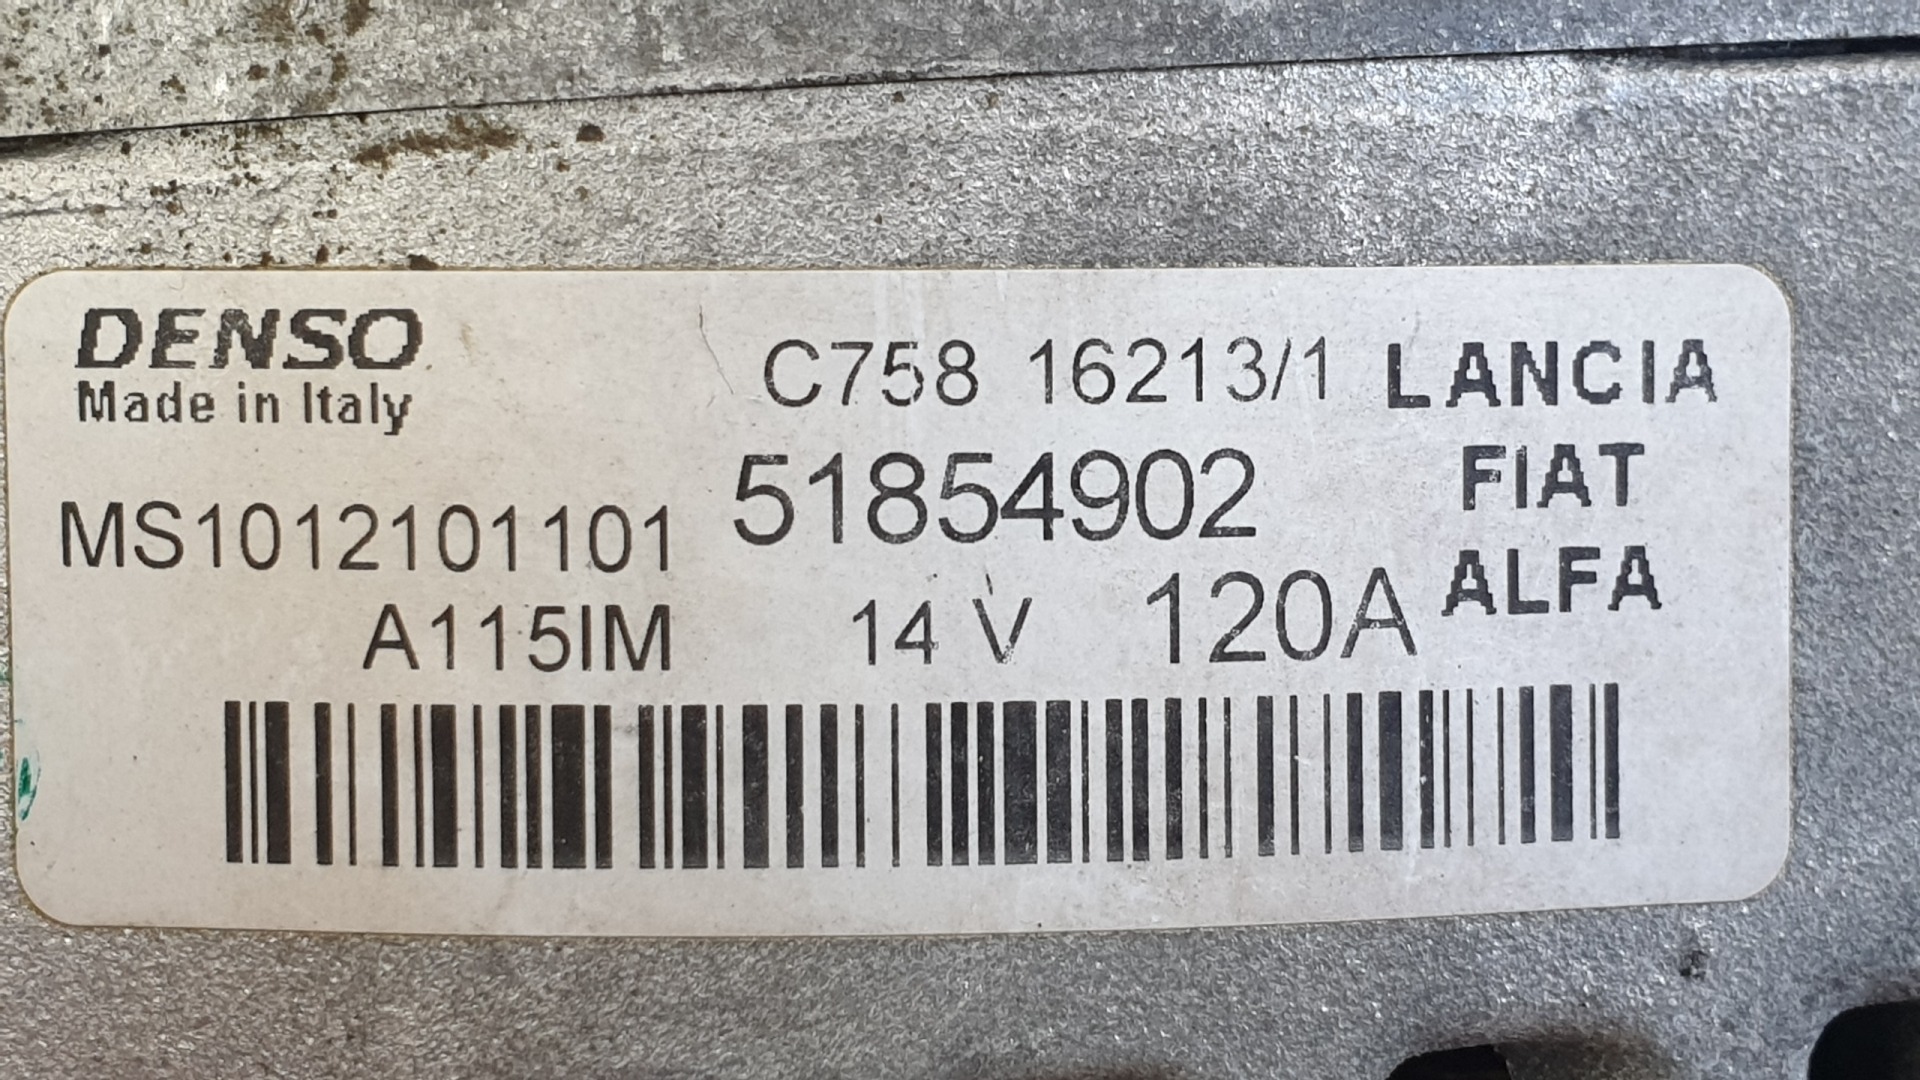 DENSO
Made in Italy
C758 16213/1 LANCIA
51854902 FIAT
MS1012101101
ALFA
A115IM 14 V 120A